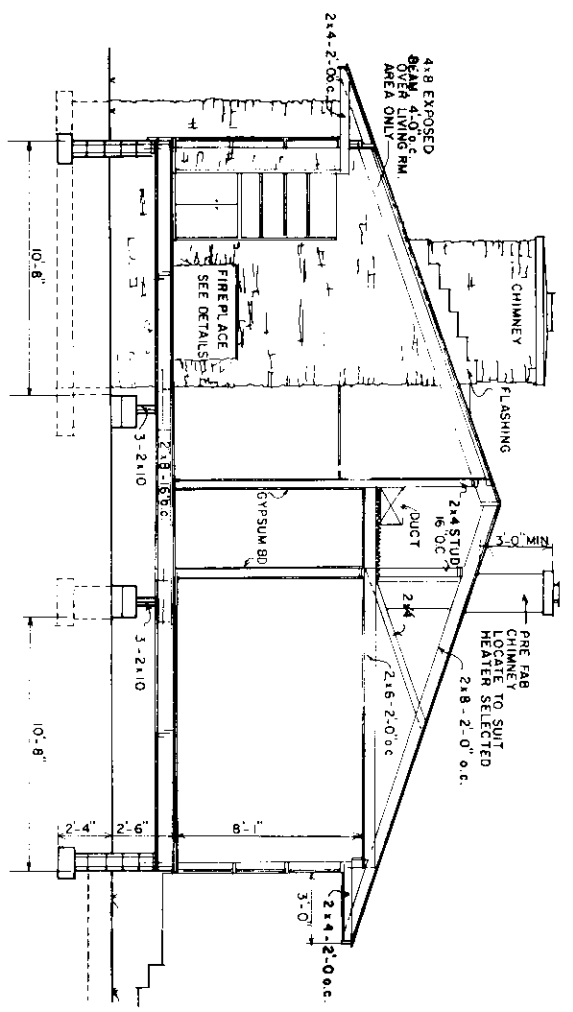 4x8 EXPOSED
BEAM 4'-0" o.c.
OVER LIVING RM.
AREA ONLY
2x4-2'-0"o.c.
CHIMNEY
FLASHING
3'-0" MIN
PRE FAB
CHIMNEY
LOCATE TO SUIT
HEATER SELECTED
2x8-2'-0" o.c.
2x4 STUD
16" O.C
DUCT
2x4
2x6-2'-0"o.c
FIREPLACE
SEE DETAILS
GYPSUM BD
2x8-16"o.c
3-2x10
3-2x10
10'-8"
10'-8"
2'-4"
2'-6"
8'-1"
3'-0"
2x4-2'-0o.c.